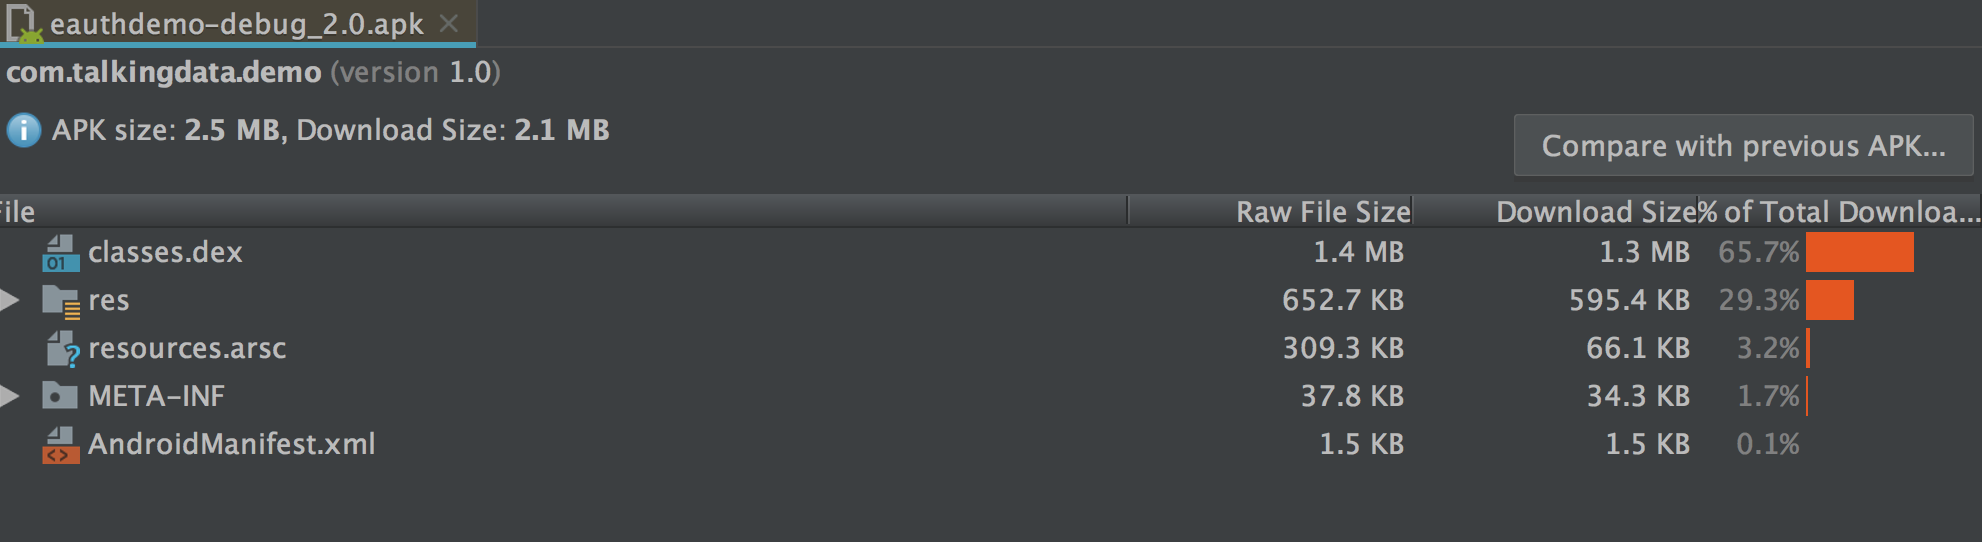 eauthdemo-debug_2.0.apk
com.talkingdata.demo (version 1.0)
APK size: 2.5 MB, Download Size: 2.1 MB
Compare with previous APK...
File Raw File Size Download Size % of Total Downloa...
01 classes.dex 1.4 MB 1.3 MB 65.7%
res 652.7 KB 595.4 KB 29.3%
? resources.arsc 309.3 KB 66.1 KB 3.2%
META-INF 37.8 KB 34.3 KB 1.7%
<> AndroidManifest.xml 1.5 KB 1.5 KB 0.1%